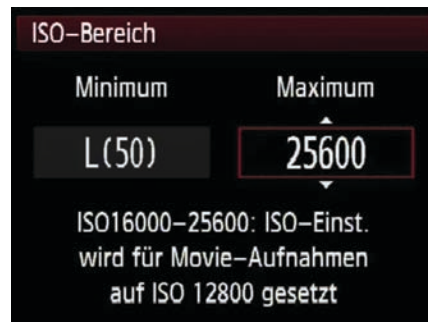 ISO–Bereich
Minimum Maximum
L(50) 25600
ISO16000–25600: ISO–Einst.
wird für Movie–Aufnahmen
auf ISO 12800 gesetzt